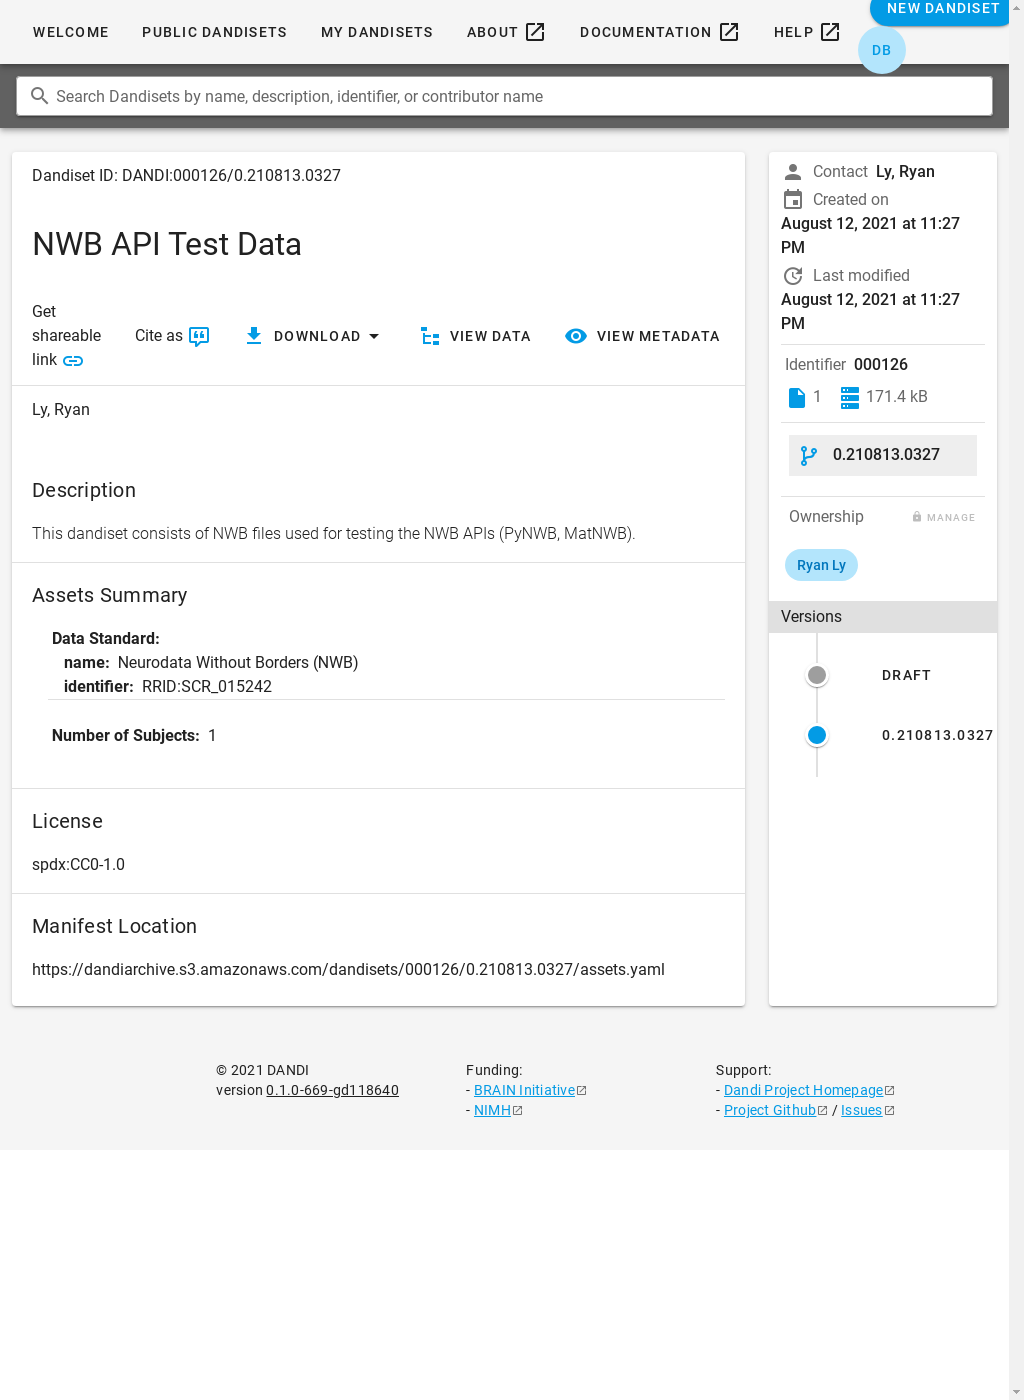 WELCOME
PUBLIC DANDISETS
MY DANDISETS
ABOUT
DOCUMENTATION
HELP
NEW DANDISET
DB
Search Dandisets by name, description, identifier, or contributor name
Dandiset ID: DANDI:000126/0.210813.0327
NWB API Test Data
Get
shareable
link
Cite as
DOWNLOAD
VIEW DATA
VIEW METADATA
Ly, Ryan
Description
This dandiset consists of NWB files used for testing the NWB APIs (PyNWB, MatNWB).
Assets Summary
Data Standard:
name: Neurodata Without Borders (NWB)
identifier: RRID:SCR_015242
Number of Subjects: 1
License
spdx:CC0-1.0
Manifest Location
https://dandiarchive.s3.amazonaws.com/dandisets/000126/0.210813.0327/assets.yaml
Contact Ly, Ryan
Created on
August 12, 2021 at 11:27
PM
Last modified
August 12, 2021 at 11:27
PM
Identifier 000126
1 171.4 kB
0.210813.0327
Ownership MANAGE
Ryan Ly
Versions
DRAFT
0.210813.0327
© 2021 DANDI
version 0.1.0-669-gd118640
Funding:
- BRAIN Initiative
- NIMH
Support:
- Dandi Project Homepage
- Project Github / Issues